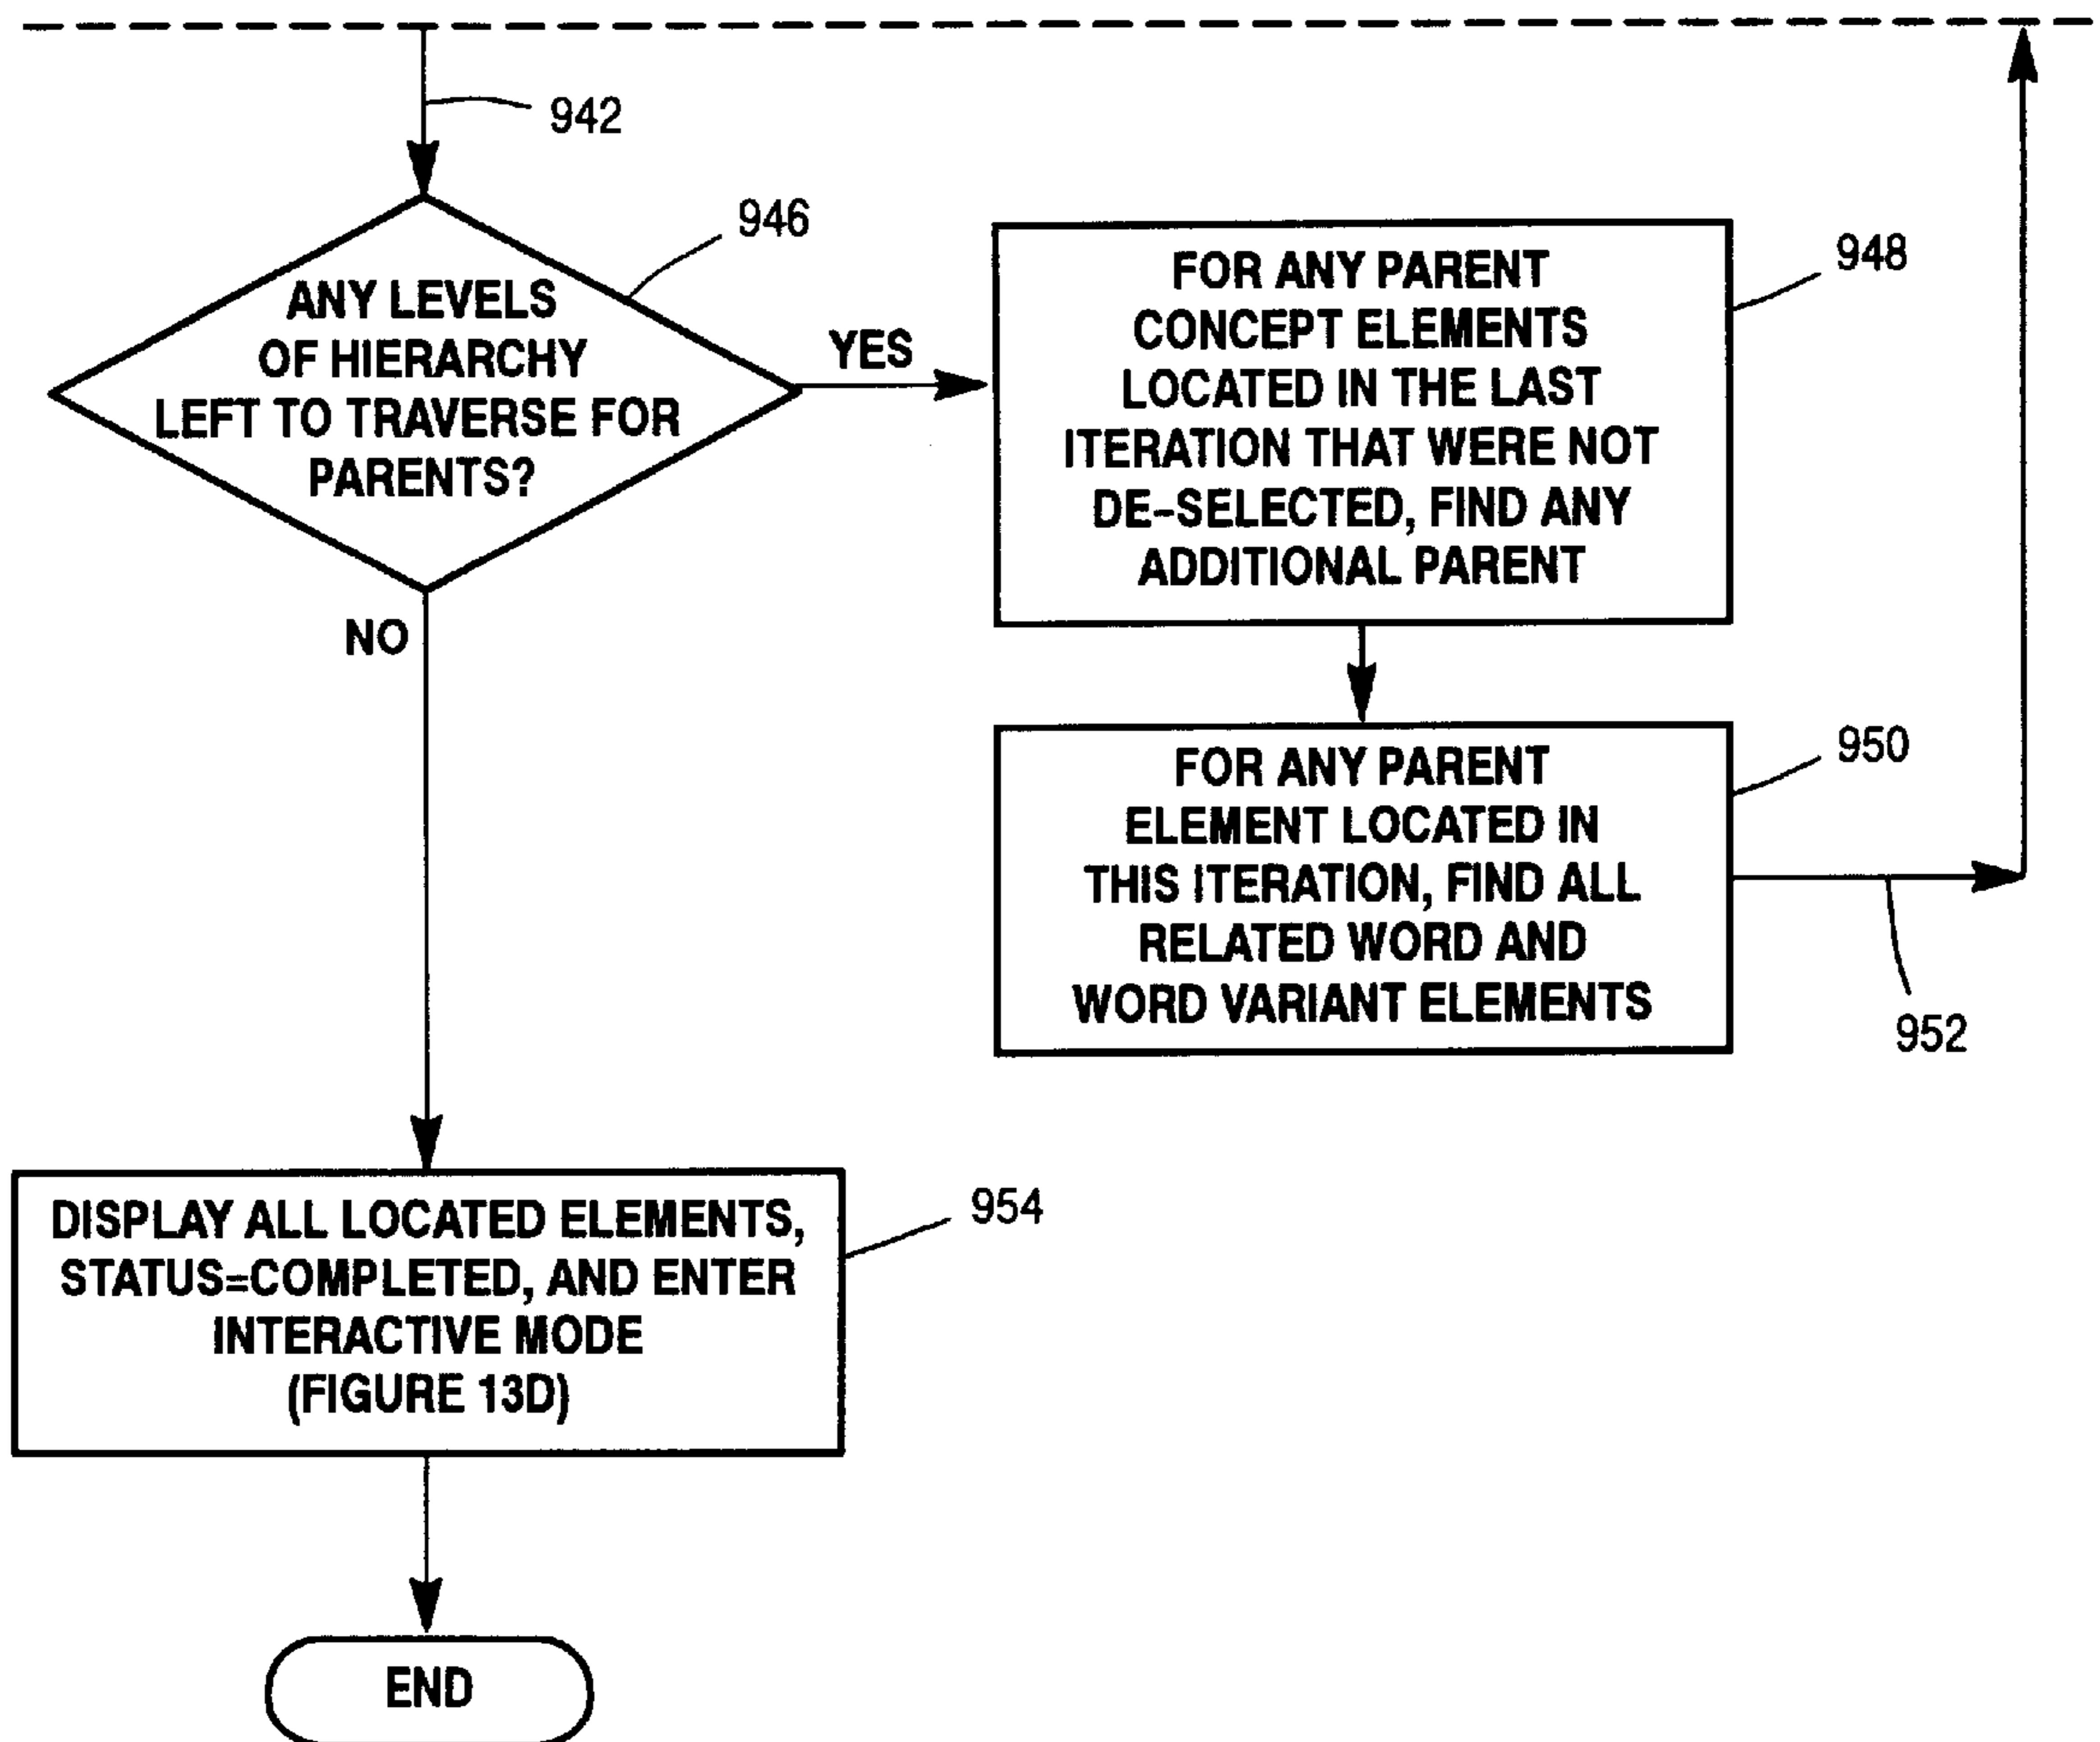 942
946
ANY LEVELS
OF HIERARCHY
LEFT TO TRAVERSE FOR
PARENTS?
YES
NO
948
FOR ANY PARENT
CONCEPT ELEMENTS
LOCATED IN THE LAST
ITERATION THAT WERE NOT
DE-SELECTED, FIND ANY
ADDITIONAL PARENT
950
FOR ANY PARENT
ELEMENT LOCATED IN
THIS ITERATION, FIND ALL
RELATED WORD AND
WORD VARIANT ELEMENTS
952
954
DISPLAY ALL LOCATED ELEMENTS,
STATUS=COMPLETED, AND ENTER
INTERACTIVE MODE
(FIGURE 13D)
END